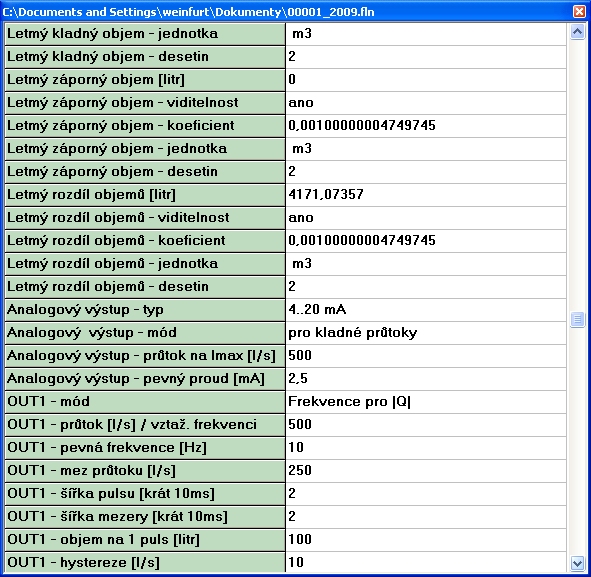 C:\Documents and Settings\weinfurt\Dokumenty\00001_2009.fln
Letmý kladný objem - jednotka m3
Letmý kladný objem - desetin 2
Letmý záporný objem [litr] 0
Letmý záporný objem - viditelnost ano
Letmý záporný objem - koeficient 0,00100000004749745
Letmý záporný objem - jednotka m3
Letmý záporný objem - desetin 2
Letmý rozdíl objemů [litr] 4171,07357
Letmý rozdíl objemů - viditelnost ano
Letmý rozdíl objemů - koeficient 0,00100000004749745
Letmý rozdíl objemů - jednotka m3
Letmý rozdíl objemů - desetin 2
Analogový výstup - typ 4..20 mA
Analogový výstup - mód pro kladné průtoky
Analogový výstup - průtok na Imax [l/s] 500
Analogový výstup - pevný proud [mA] 2,5
OUT1 - mód Frekvence pro |Q|
OUT1 - průtok [l/s] / vztaž. frekvenci 500
OUT1 - pevná frekvence [Hz] 10
OUT1 - mez průtoku [l/s] 250
OUT1 - šířka pulsu [krát 10ms] 2
OUT1 - šířka mezery [krát 10ms] 2
OUT1 - objem na 1 puls [litr] 100
OUT1 - hystereze [l/s] 10